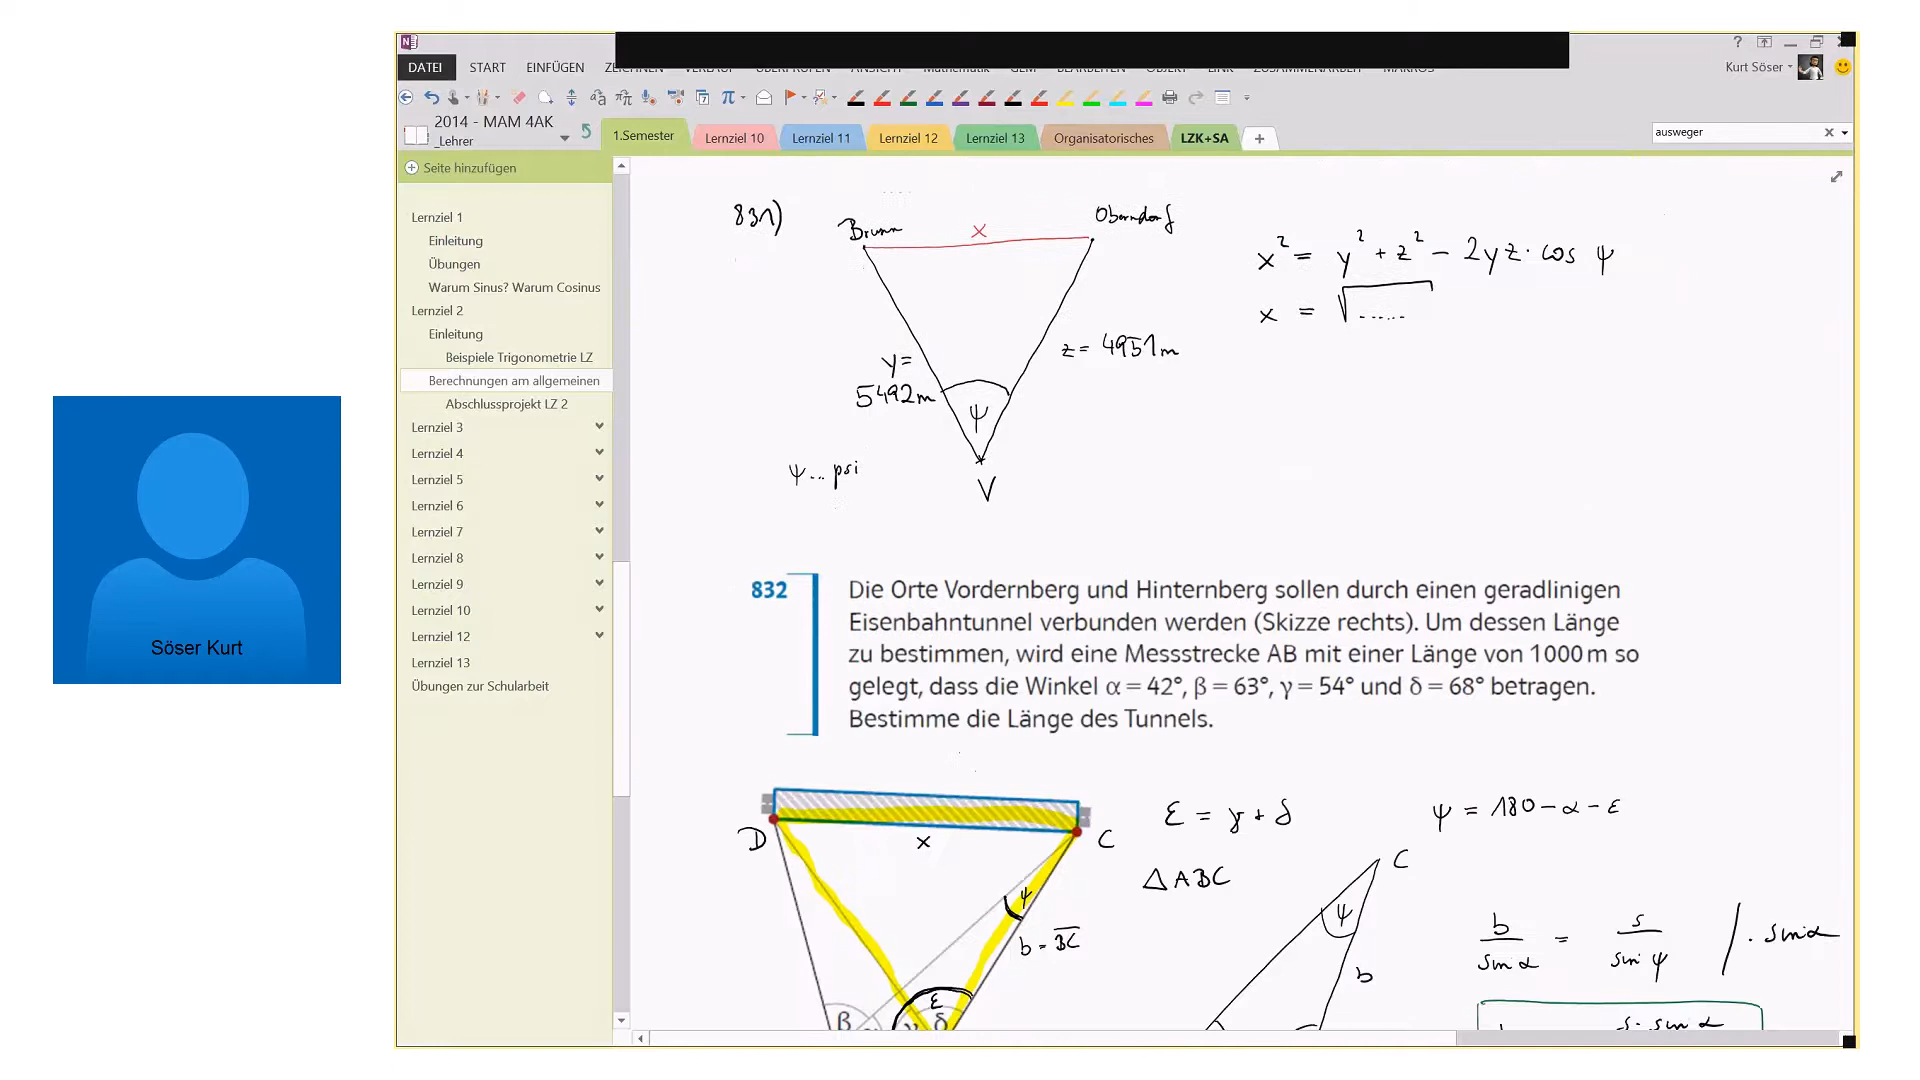 ?
DATEI START EINFÜGEN
Kurt Söser
2014 - MAM 4AK
_Lehrer
1.Semester Lernziel 10 Lernziel 11 Lernziel 12 Lernziel 13 Organisatorisches LZK+SA +
ausweger
Seite hinzufügen
Lernziel 1
Einleitung
Übungen
Warum Sinus? Warum Cosinus
Lernziel 2
Einleitung
Beispiele Trigonometrie LZ
Berechnungen am allgemeinen
Abschlussprojekt LZ 2
Lernziel 3
Lernziel 4
Lernziel 5
Lernziel 6
Lernziel 7
Lernziel 8
Lernziel 9
Lernziel 10
Lernziel 12
Lernziel 13
Übungen zur Schularbeit
Söser Kurt
831)
Brunn x Oberndorf
x² = y² + z² - 2yz · cos ψ
x = √......
y = 5492m
z = 4951m
ψ
ψ... psi
V
832
Die Orte Vordernberg und Hinternberg sollen durch einen geradlinigen
Eisenbahntunnel verbunden werden (Skizze rechts). Um dessen Länge
zu bestimmen, wird eine Messstrecke AB mit einer Länge von 1000 m so
gelegt, dass die Winkel α = 42°, β = 63°, γ = 54° und δ = 68° betragen.
Bestimme die Länge des Tunnels.
D x C
ε = γ + δ
ψ = 180 - α - ε
△ABC
C
ψ
b = BC
ψ
b
b/sin α = s/sin ψ / · sin α
ε
β
γ δ
s · sin α